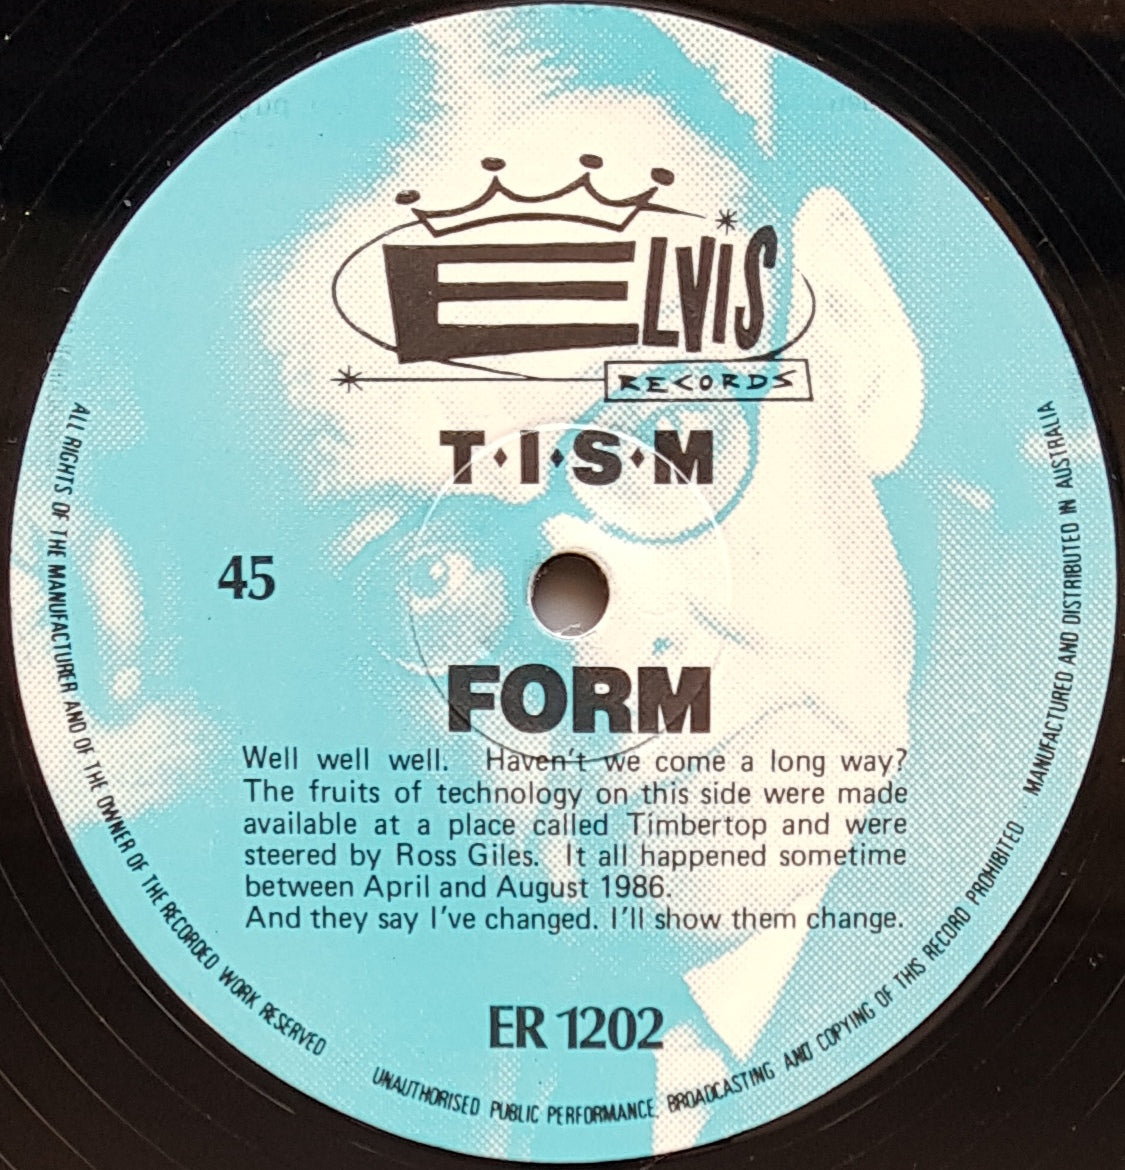 ELVIS
RECORDS
T·I·S·M
45
FORM
Well well well. Haven't we come a long way?
The fruits of technology on this side were made
available at a place called Timbertop and were
steered by Ross Giles. It all happened sometime
between April and August 1986.
And they say I've changed. I'll show them change.
ER 1202
ALL RIGHTS OF THE MANUFACTURER AND OF THE OWNER OF THE RECORDED WORK RESERVED
UNAUTHORISED PUBLIC PERFORMANCE, BROADCASTING AND COPYING OF THIS RECORD PROHIBITED
MANUFACTURED AND DISTRIBUTED IN AUSTRALIA